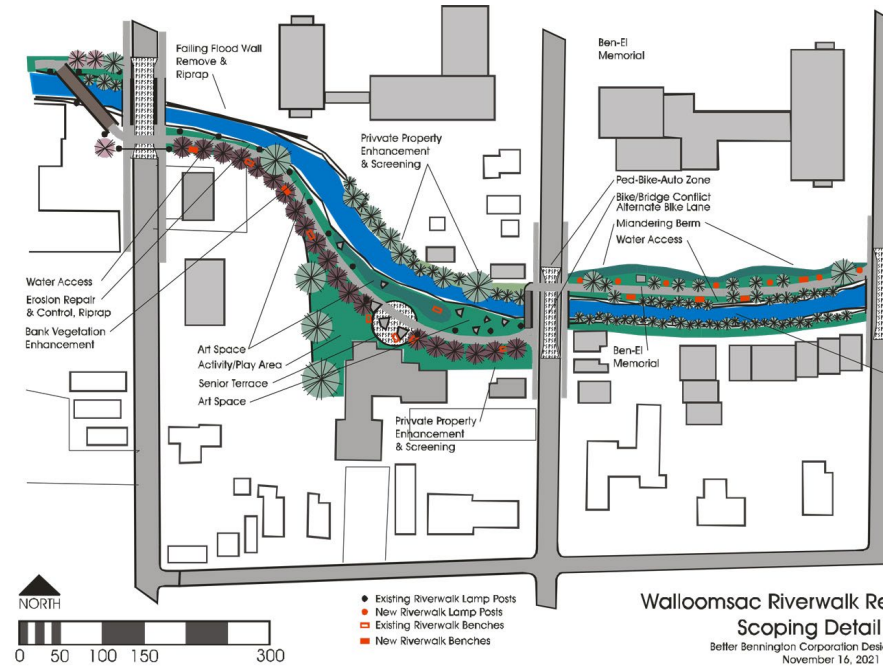 Failing Flood Wall
Remove &
Riprap
Ben-El
Memorial
Privvate Property
Enhancement
& Screening
Ped-Bike-Auto Zone
Bike/Bridge Conflict
Alternate Bike Lane
Miandering Berm
Water Access
Water Access
Erosion Repair
& Control, Riprap
Bank Vegetation
Enhancement
Art Space
Activity/Play Area
Senior Terrace
Art Space
Ben-El
Memorial
Privvate Property
Enhancement
& Screening
NORTH
0 50 100 150 300
Existing Riverwalk Lamp Posts
New Riverwalk Lamp Posts
Existing Riverwalk Benches
New Riverwalk Benches
Walloomsac Riverwalk Re
Scoping Detail
Better Bennington Corporation Desi
November 16, 2021